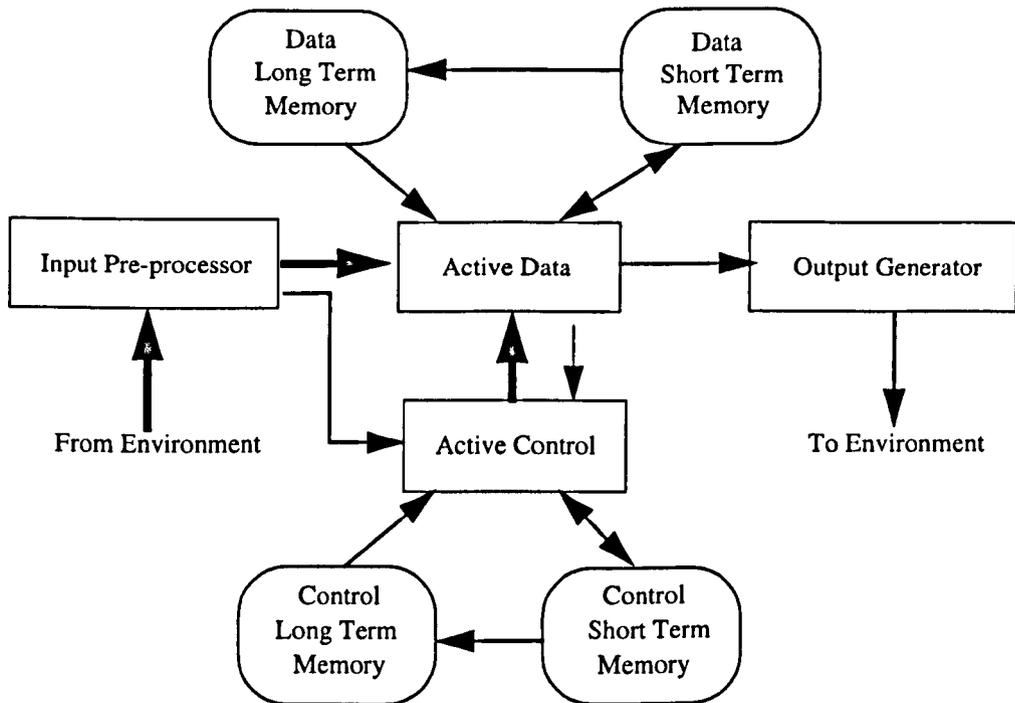 Data
Long Term
Memory
Data
Short Term
Memory
Input Pre-processor
Active Data
Output Generator
From Environment
Active Control
To Environment
Control
Long Term
Memory
Control
Short Term
Memory